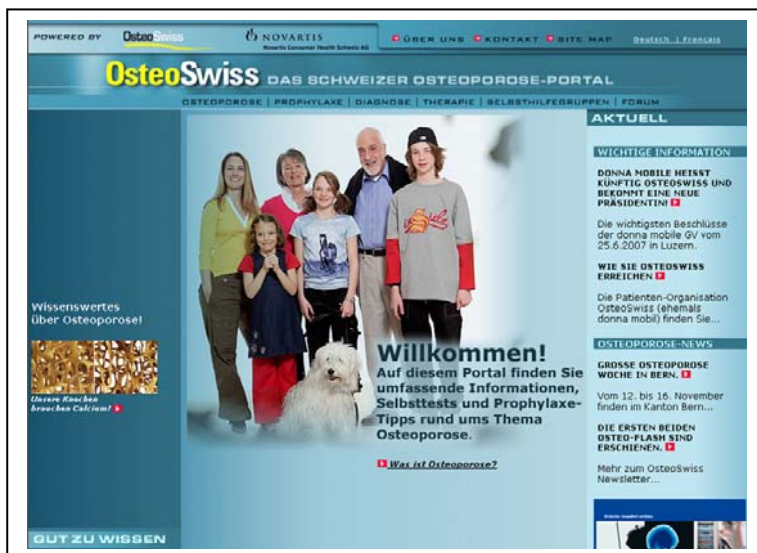 POWERED BY OsteoSwiss NOVARTIS
Novartis Consumer Health Schweiz AG
ÜBER UNS KONTAKT SITE MAP Deutsch | Français
OsteoSwiss DAS SCHWEIZER OSTEOPOROSE-PORTAL
OSTEOPOROSE | PROPHYLAXE | DIAGNOSE | THERAPIE | SELBSTHILFEGRUPPEN | FORUM
Wissenswertes
über Osteoporose!
Unsere Knochen
brauchen Calcium!
GUT ZU WISSEN
Willkommen!
Auf diesem Portal finden Sie
umfassende Informationen,
Selbsttests und Prophylaxe-
Tipps rund ums Thema
Osteoporose.
Was ist Osteoporose?
AKTUELL
WICHTIGE INFORMATION
DONNA MOBILE HEISST
KÜNFTIG OSTEOSWISS UND
BEKOMMT EINE NEUE
PRÄSIDENTIN!
Die wichtigsten Beschlüsse
der donna mobile GV vom
25.6.2007 in Luzern.
WIE SIE OSTEOSWISS
ERREICHEN
Die Patienten-Organisation
OsteoSwiss (ehemals
donna mobil) finden Sie...
OSTEOPOROSE-NEWS
GROSSE OSTEOPOROSE
WOCHE IN BERN.
Vom 12. bis 16. November
finden im Kanton Bern...
DIE ERSTEN BEIDEN
OSTEO-FLASH SIND
ERSCHIENEN.
Mehr zum OsteoSwiss
Newsletter...